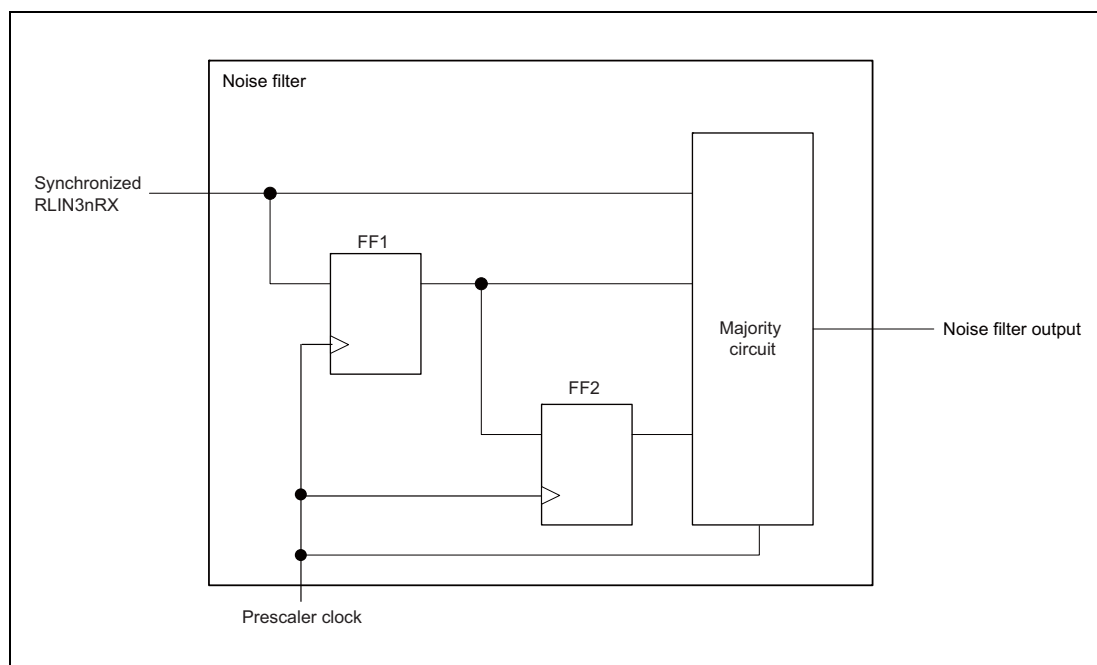 Noise filter
Synchronized
RLIN3nRX
FF1
Majority
circuit
Noise filter output
FF2
Prescaler clock